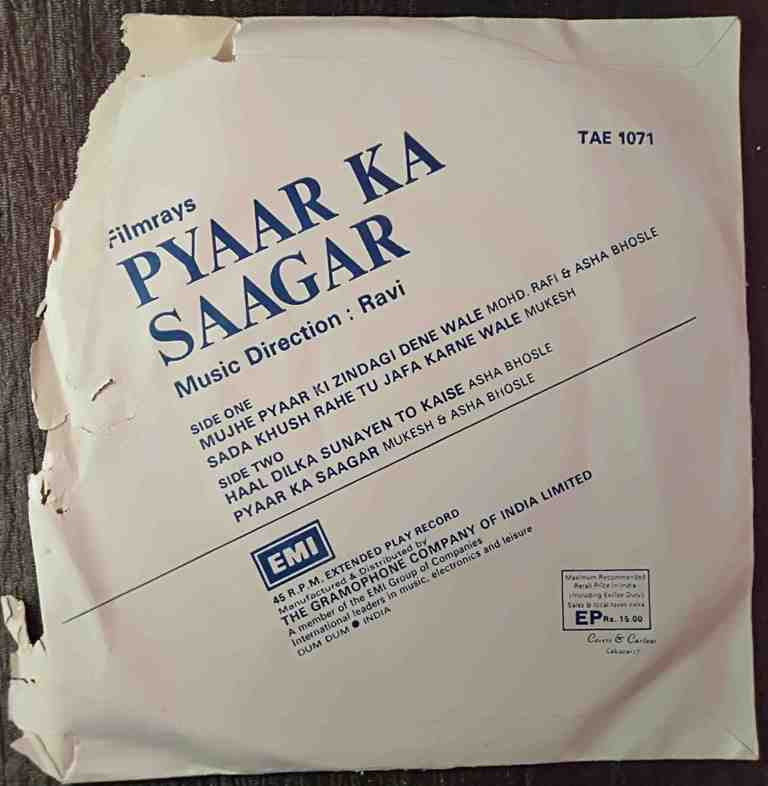 TAE 1071
Filmrays
PYAAR KA
SAAGAR
Music Direction : Ravi
SIDE ONE
MUJHE PYAAR KI ZINDAGI DENE WALE MOHD. RAFI & ASHA BHOSLE
SADA KHUSH RAHE TU JAFA KARNE WALE MUKESH
SIDE TWO
HAAL DILKA SUNAYEN TO KAISE ASHA BHOSLE
PYAAR KA SAAGAR MUKESH & ASHA BHOSLE
EMI
45 R.P.M. EXTENDED PLAY RECORD
Manufactured & Distributed by
THE GRAMOPHONE COMPANY OF INDIA LIMITED
A member of the EMI Group of Companies
International leaders in music, electronics and leisure
DUM DUM ● INDIA
Maximum Recommended
Retail Price in India
(Including Excise Duty)
Sales & local taxes extra
EP Rs. 15.00
Covers & Cartons